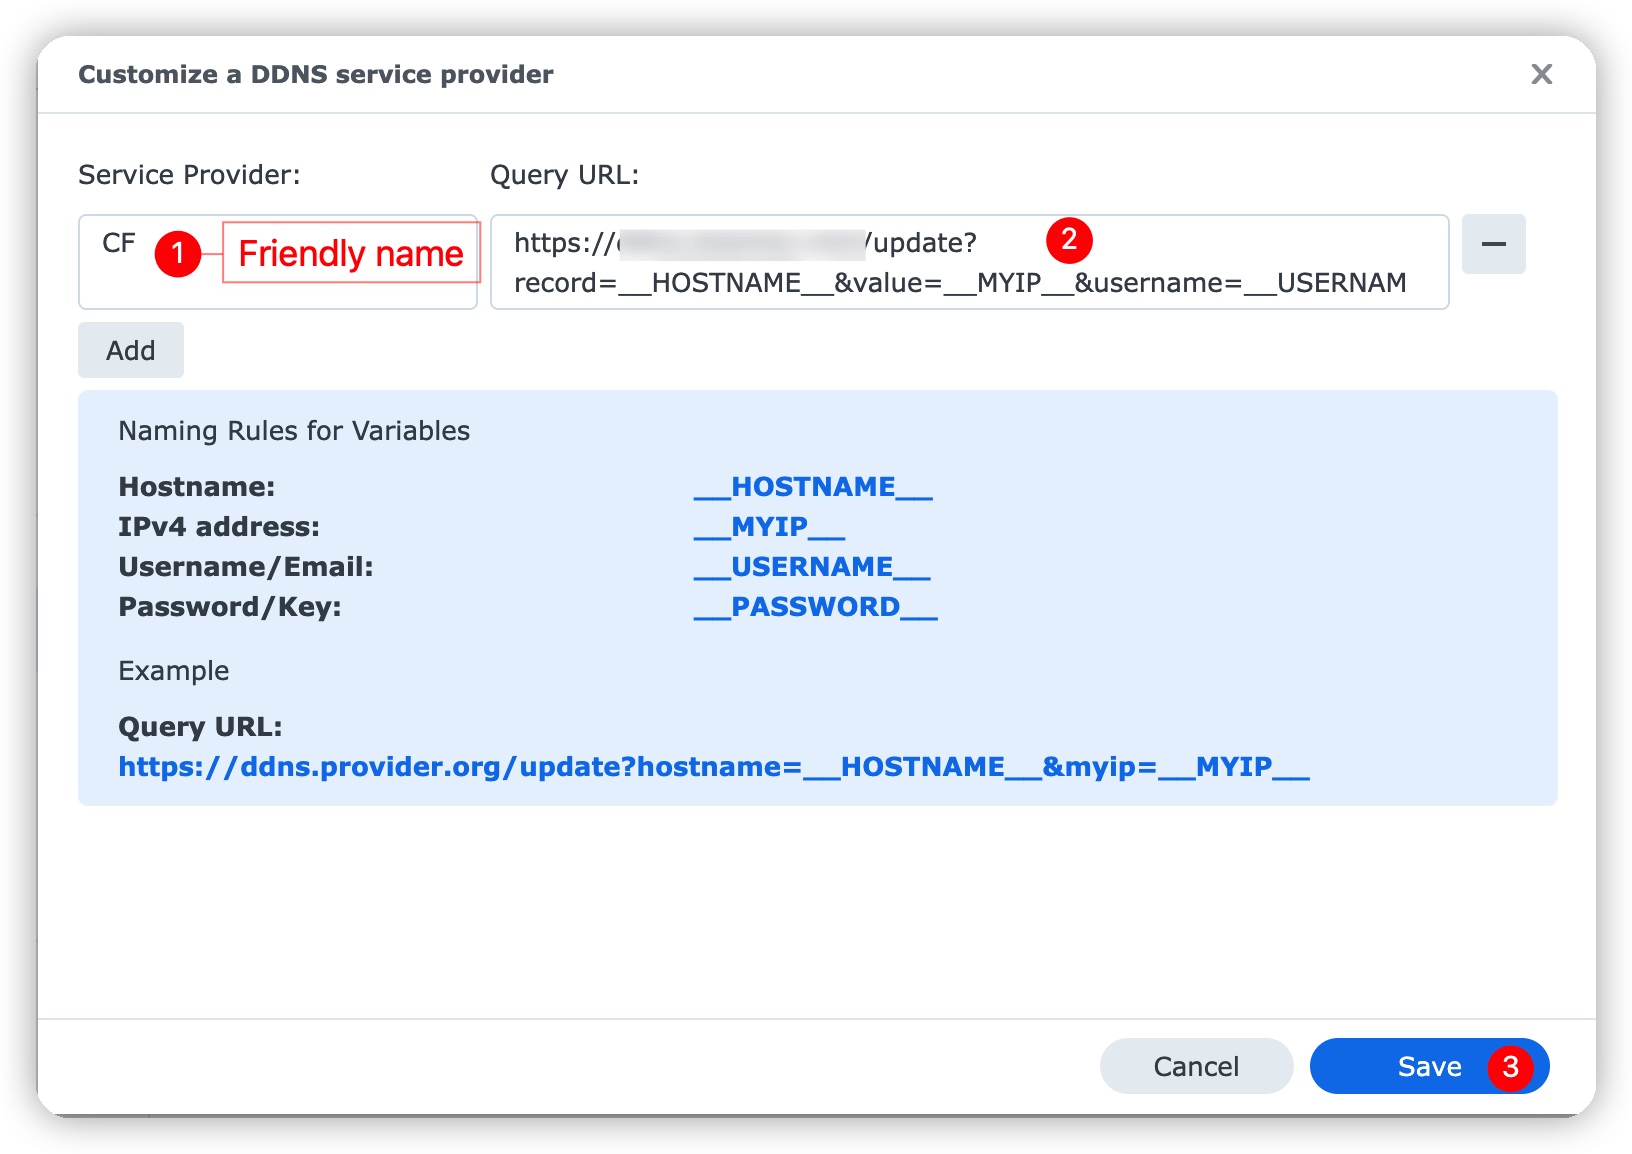 Customize a DDNS service provider
Service Provider:
Query URL:
CF
1
Friendly name
https:// /update?
2
record=__HOSTNAME__&value=__MYIP__&username=__USERNAM
Add
Naming Rules for Variables
Hostname: __HOSTNAME__
IPv4 address: __MYIP__
Username/Email: __USERNAME__
Password/Key: __PASSWORD__
Example
Query URL:
https://ddns.provider.org/update?hostname=__HOSTNAME__&myip=__MYIP__
Cancel
Save
3